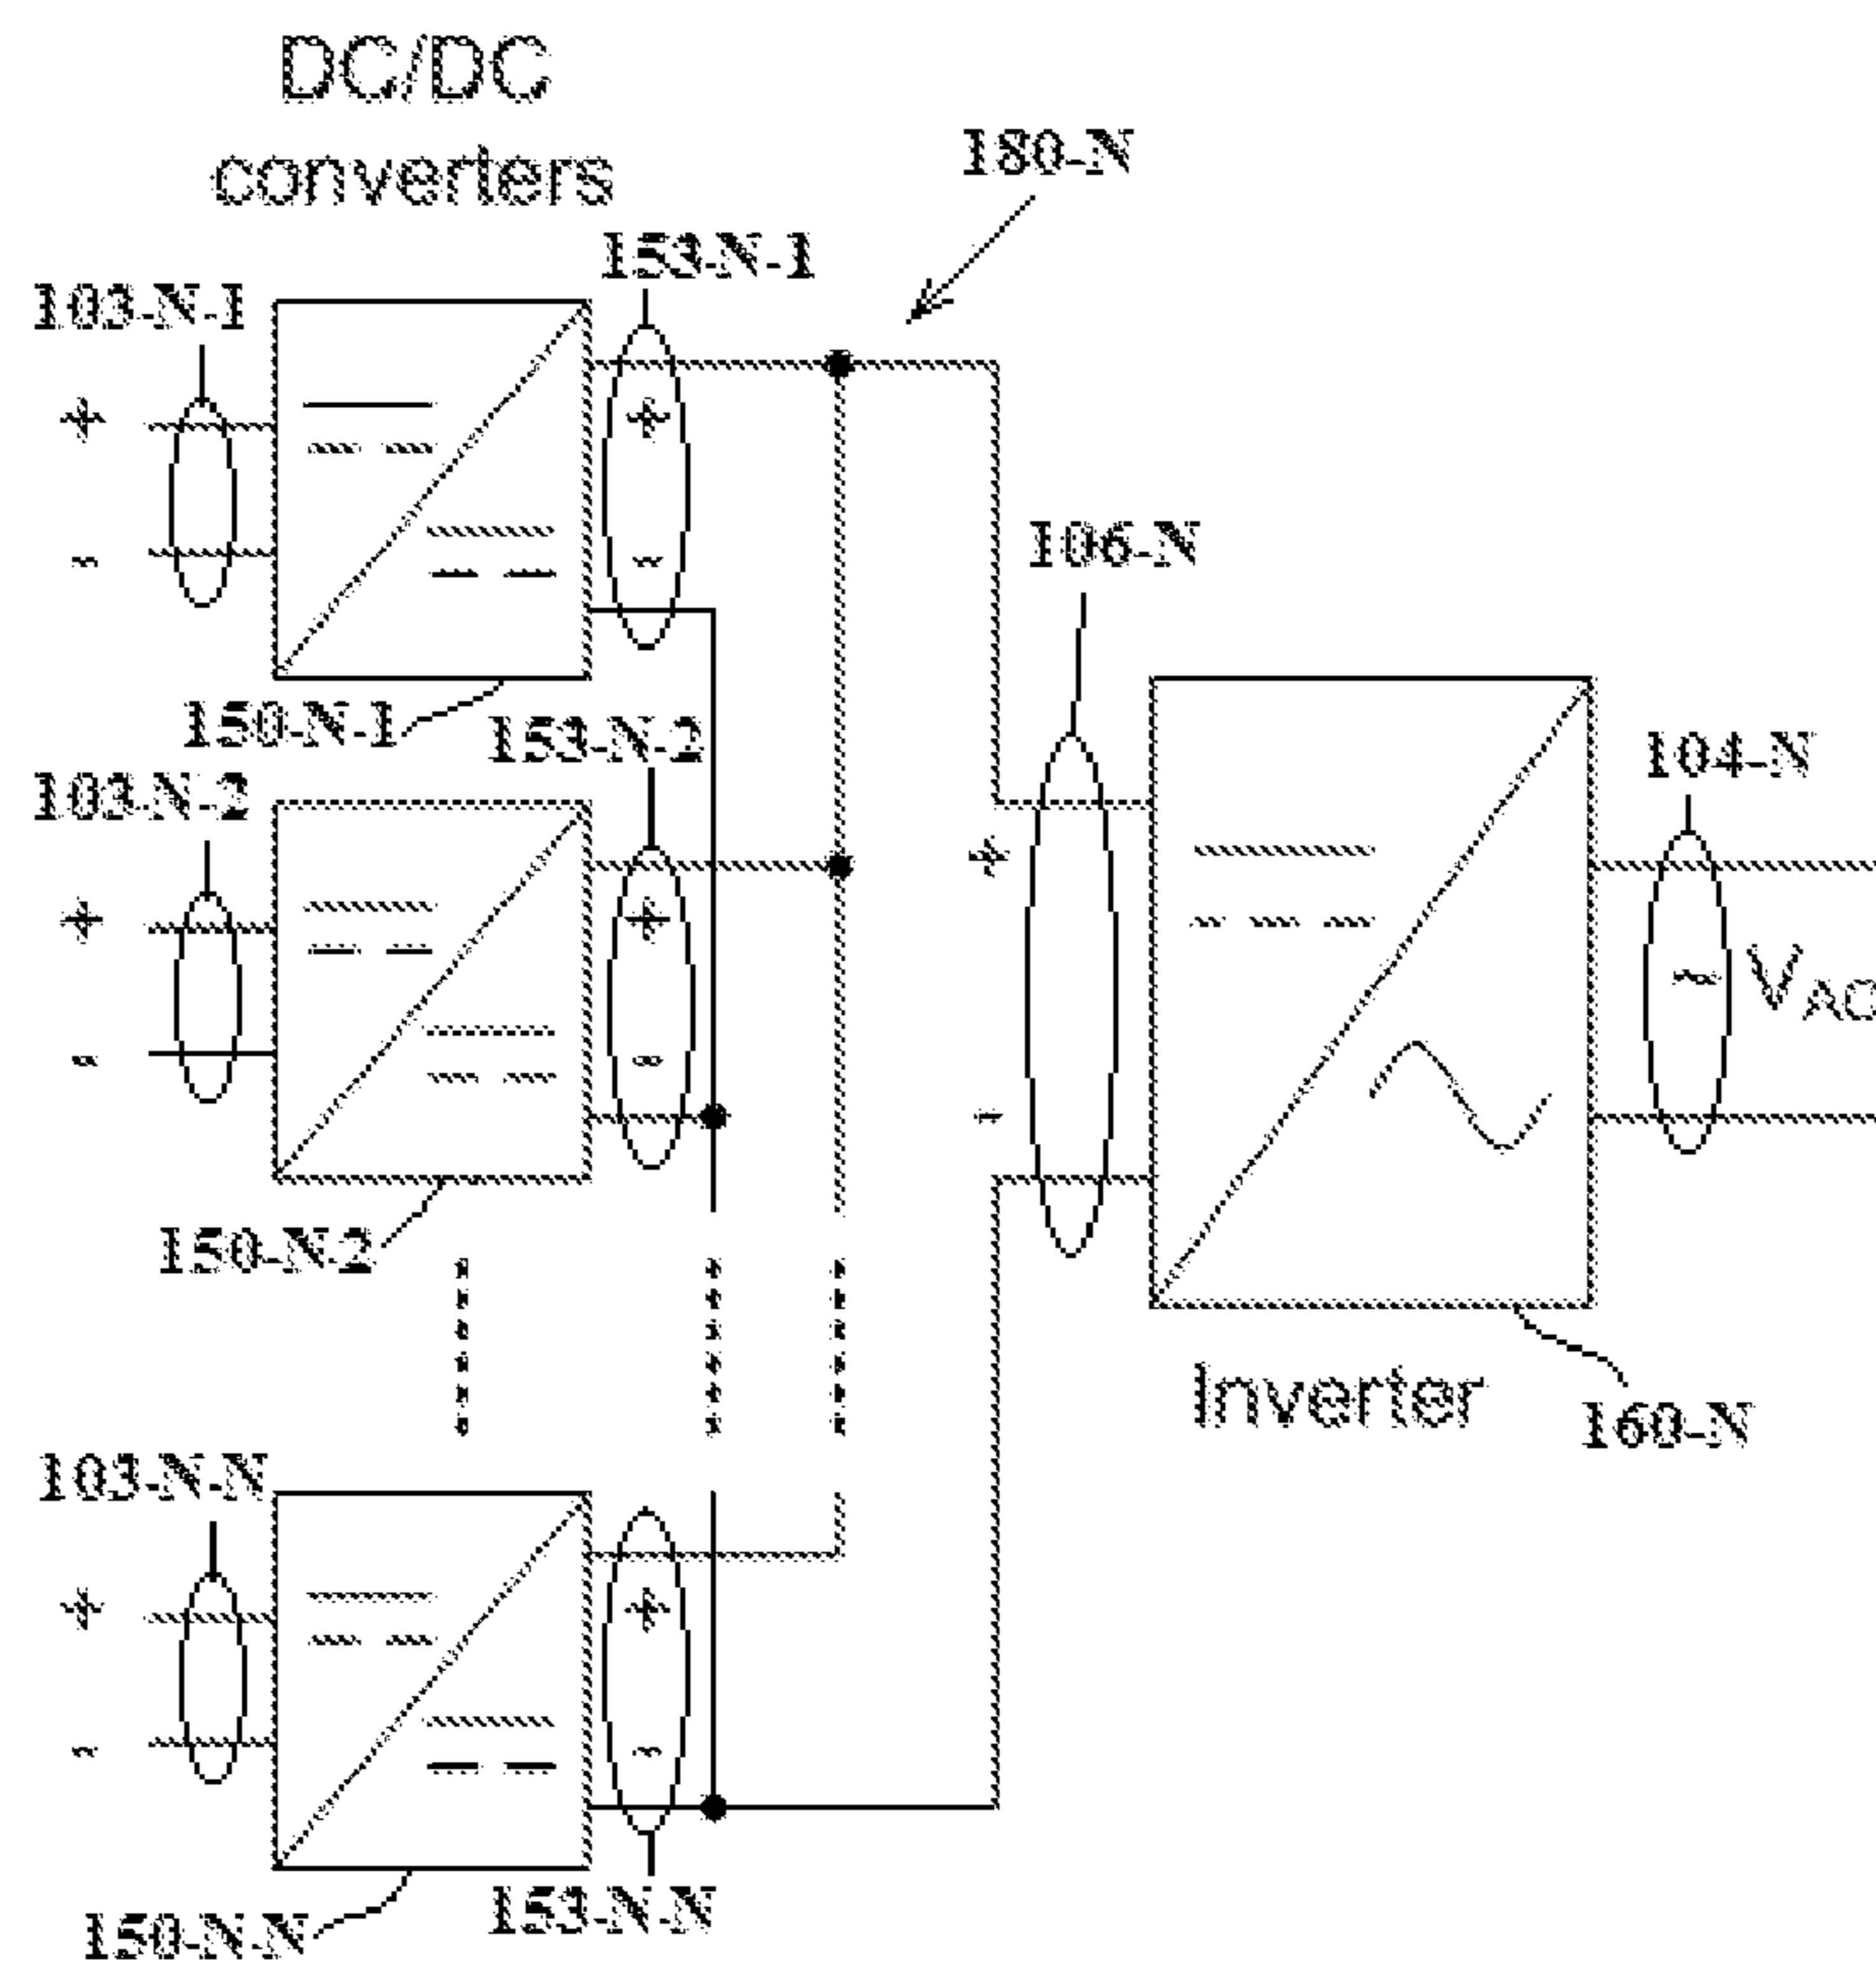 DC/DC
converters
180-N
153-N-1
103-N-1
+
+
-
-
106-N
150-N-1
153-N-2
104-N
103-N-2
+
+
+
~ VAC
-
-
-
150-N-2
Inverter
160-N
103-N-N
+
+
-
-
153-N-N
150-N-N